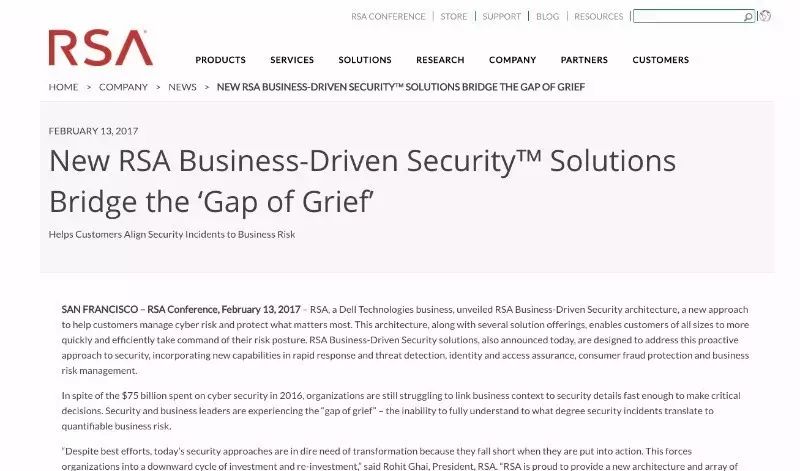 RSA CONFERENCE | STORE | SUPPORT | BLOG | RESOURCES |
RSA
PRODUCTS SERVICES SOLUTIONS RESEARCH COMPANY PARTNERS CUSTOMERS
HOME > COMPANY > NEWS > NEW RSA BUSINESS-DRIVEN SECURITY™ SOLUTIONS BRIDGE THE GAP OF GRIEF
FEBRUARY 13, 2017
New RSA Business-Driven Security™ Solutions
Bridge the ‘Gap of Grief’
Helps Customers Align Security Incidents to Business Risk
SAN FRANCISCO – RSA Conference, February 13, 2017 – RSA, a Dell Technologies business, unveiled RSA Business-Driven Security architecture, a new approach
to help customers manage cyber risk and protect what matters most. This architecture, along with several solution offerings, enables customers of all sizes to more
quickly and efficiently take command of their risk posture. RSA Business-Driven Security solutions, also announced today, are designed to address this proactive
approach to security, incorporating new capabilities in rapid response and threat detection, identity and access assurance, consumer fraud protection and business
risk management.
In spite of the $75 billion spent on cyber security in 2016, organizations are still struggling to link business context to security details fast enough to make critical
decisions. Security and business leaders are experiencing the “gap of grief” – the inability to fully understand to what degree security incidents translate to
quantifiable business risk.
“Despite best efforts, today’s security approaches are in dire need of transformation because they fall short when they are put into action. This forces
organizations into a downward cycle of investment and re-investment,” said Rohit Ghai, President, RSA. “RSA is proud to provide a new architecture and array of